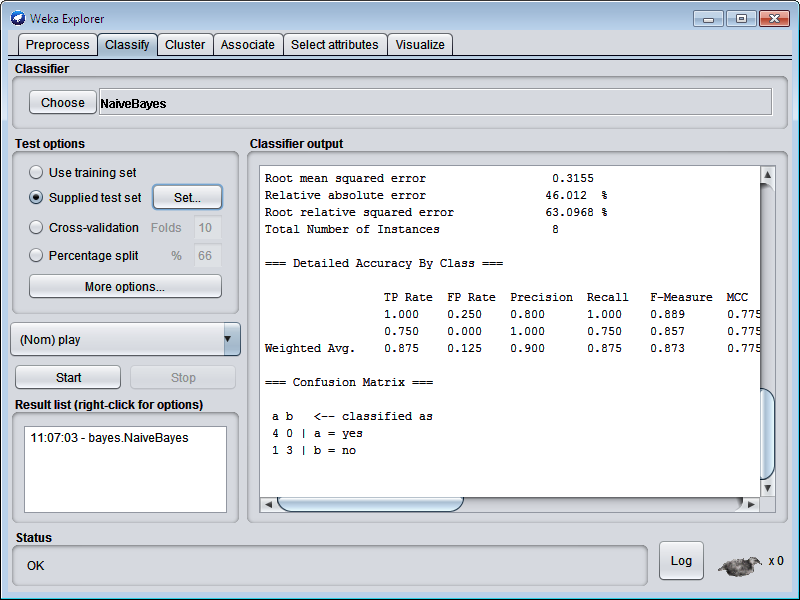 Weka Explorer
Preprocess Classify Cluster Associate Select attributes Visualize
Classifier
Choose NaiveBayes
Test options
Use training set
Supplied test set Set...
Cross-validation Folds 10
Percentage split % 66
More options...
(Nom) play
Start Stop
Result list (right-click for options)
11:07:03 - bayes.NaiveBayes
Classifier output
Root mean squared error 0.3155
Relative absolute error 46.012 %
Root relative squared error 63.0968 %
Total Number of Instances 8
=== Detailed Accuracy By Class ===
TP Rate FP Rate Precision Recall F-Measure MCC
1.000 0.250 0.800 1.000 0.889 0.775
0.750 0.000 1.000 0.750 0.857 0.775
Weighted Avg. 0.875 0.125 0.900 0.875 0.873 0.775
=== Confusion Matrix ===
a b <-- classified as
4 0 | a = yes
1 3 | b = no
Status
OK
Log x 0